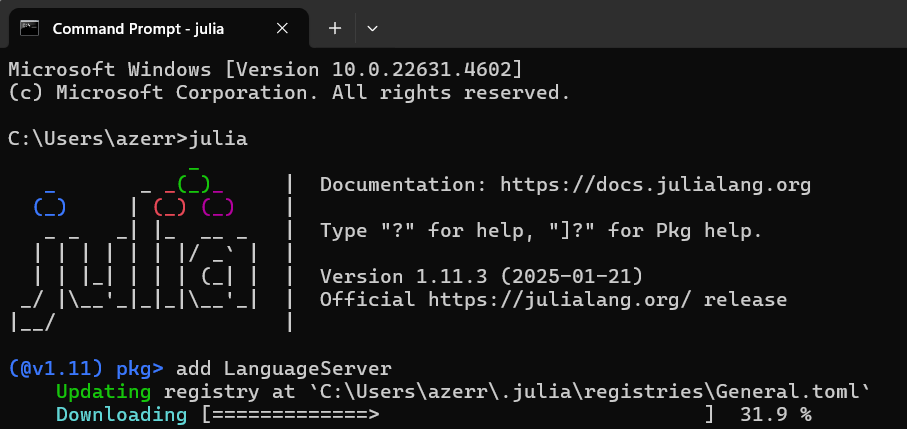 Command Prompt - julia
Microsoft Windows [Version 10.0.22631.4602]
(c) Microsoft Corporation. All rights reserved.
C:\Users\azerr>julia
               _
   _       _ _(_)_     |  Documentation: https://docs.julialang.org
  (_)     | (_) (_)    |
   _ _   _| |_  __ _   |  Type "?" for help, "]?" for Pkg help.
  | | | | | | |/ _` |  |
  | | |_| | | | (_| |  |  Version 1.11.3 (2025-01-21)
 _/ |\__'_|_|_|\__'_|  |  Official https://julialang.org/ release
|__/                   |
(@v1.11) pkg> add LanguageServer
    Updating registry at `C:\Users\azerr\.julia\registries\General.toml`
    Downloading [=============>                           ]  31.9 %